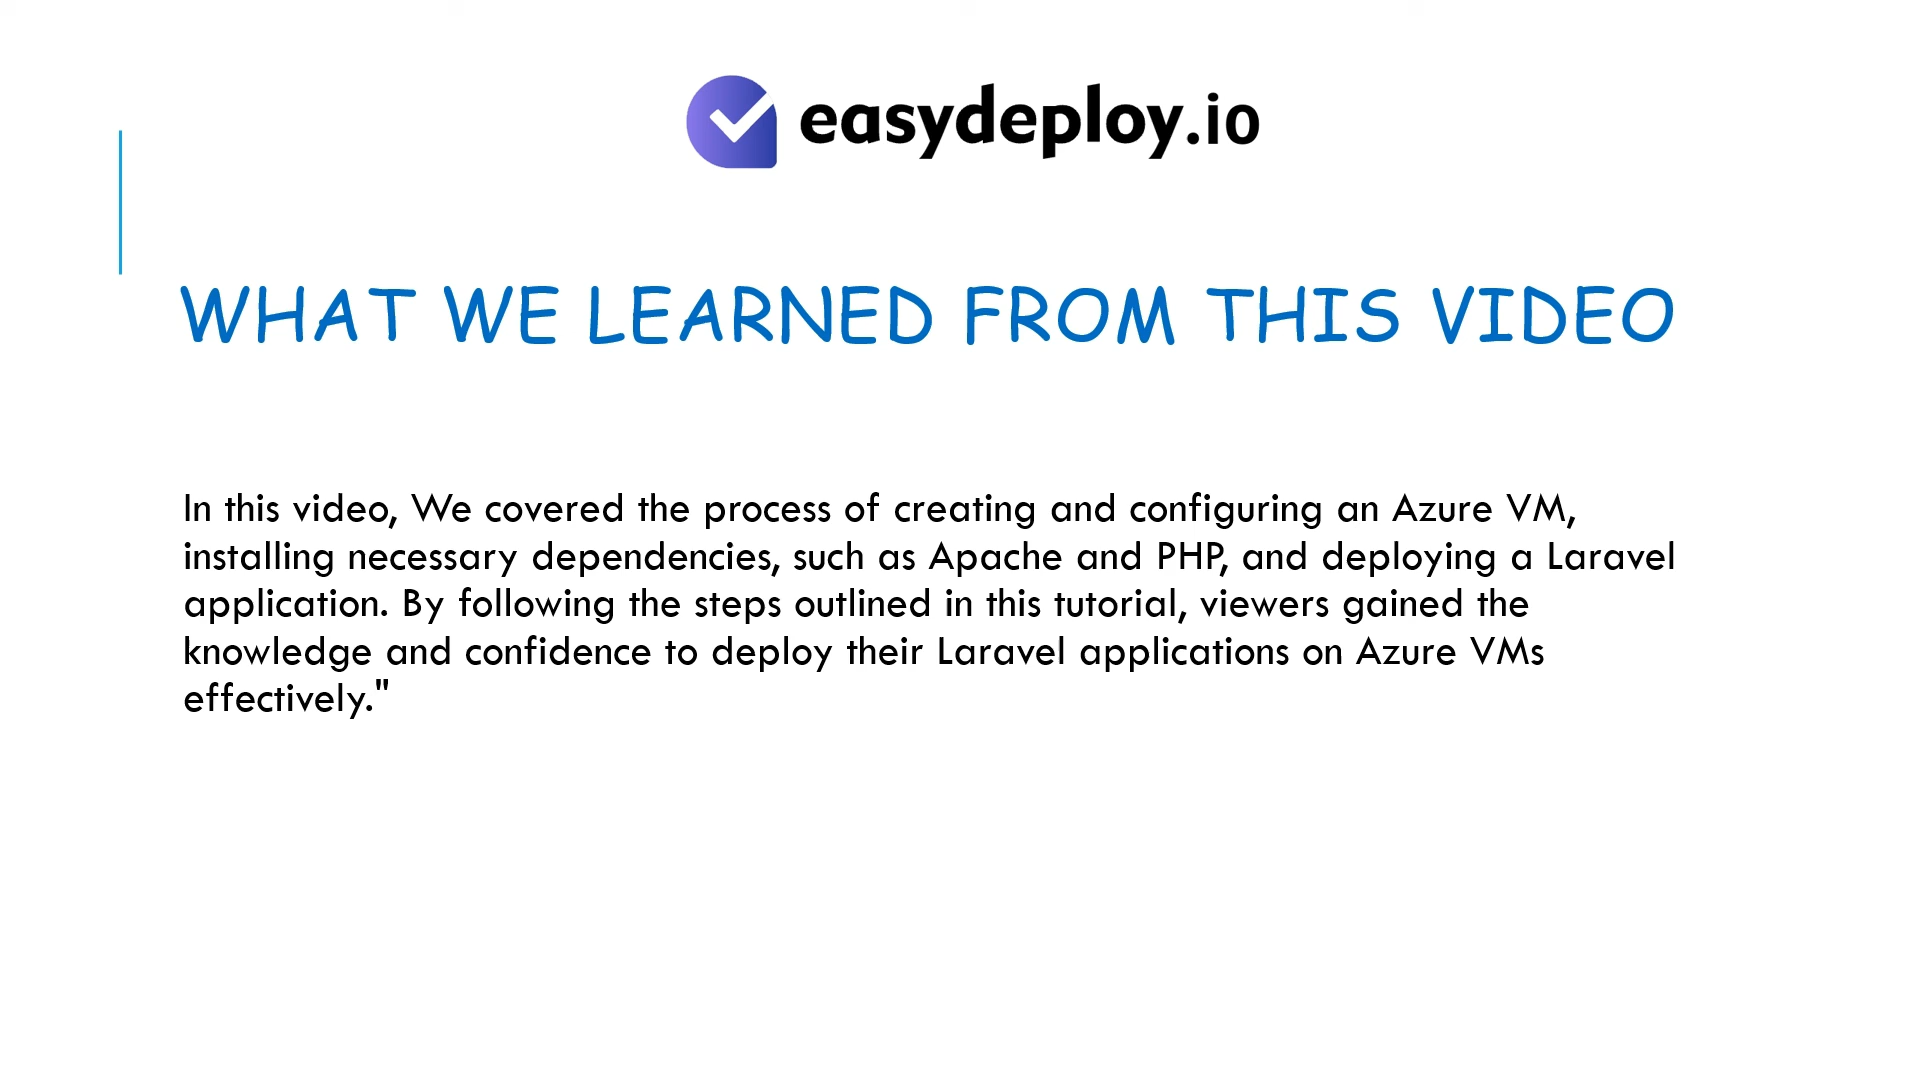 easydeploy.io
WHAT WE LEARNED FROM THIS VIDEO
In this video, We covered the process of creating and configuring an Azure VM,
installing necessary dependencies, such as Apache and PHP, and deploying a Laravel
application. By following the steps outlined in this tutorial, viewers gained the
knowledge and confidence to deploy their Laravel applications on Azure VMs
effectively."